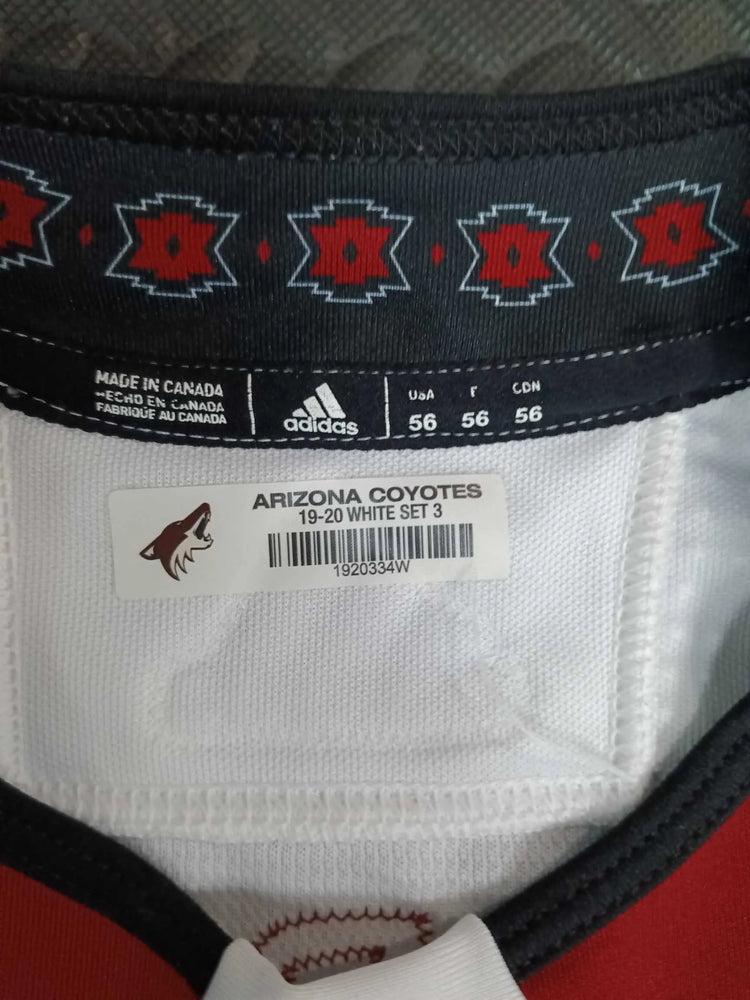 MADE IN CANADA
HECHO EN CANADA
FABRIQUÉ AU CANADA
adidas
USA F CDN
56 56 56
ARIZONA COYOTES
19-20 WHITE SET 3
1920334W